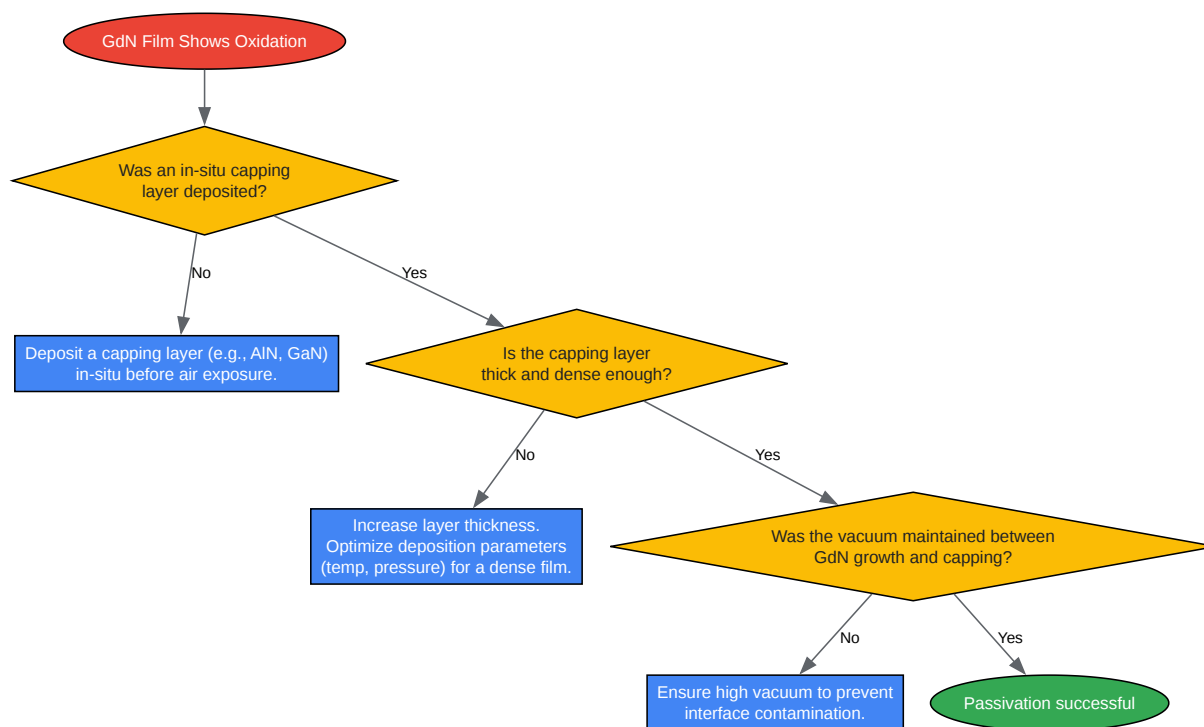 GdN Film Shows Oxidation
Was an in-situ capping
layer deposited?
No
Yes
Deposit a capping layer (e.g., AlN, GaN)
in-situ before air exposure.
Is the capping layer
thick and dense enough?
No
Yes
Increase layer thickness.
Optimize deposition parameters
(temp, pressure) for a dense film.
Was the vacuum maintained between
GdN growth and capping?
No
Yes
Ensure high vacuum to prevent
interface contamination.
Passivation successful